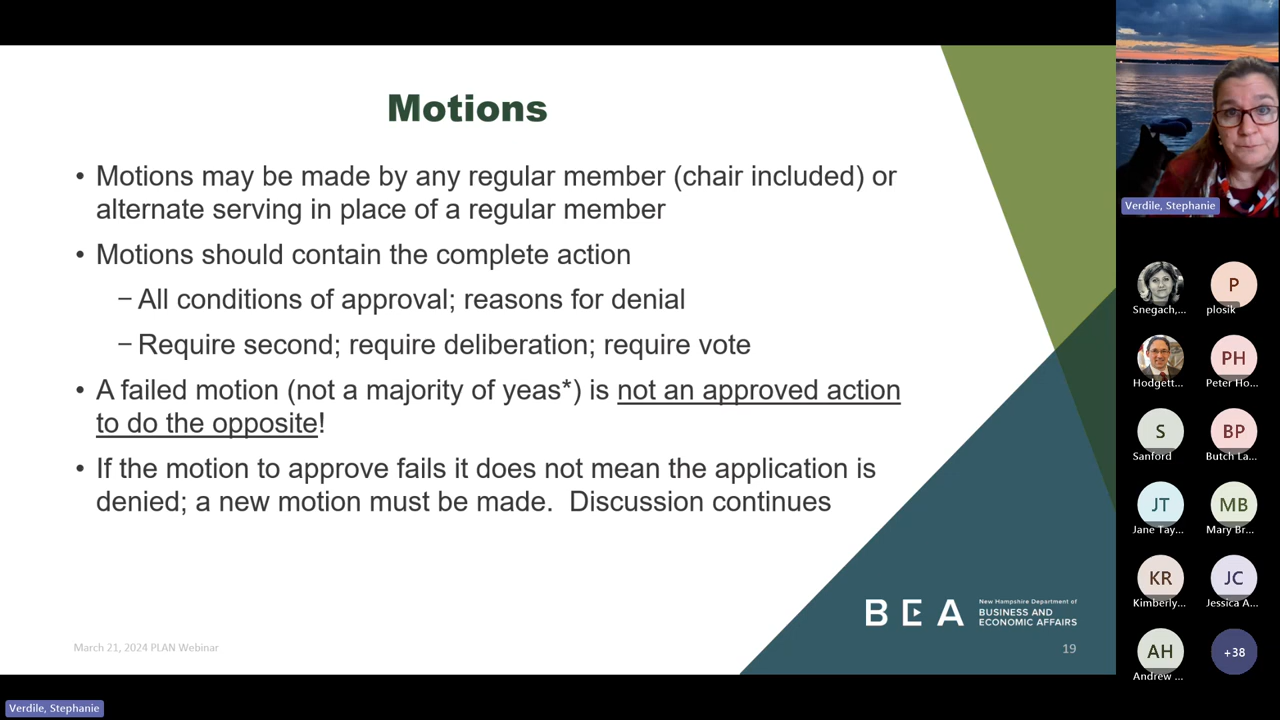 Motions
• Motions may be made by any regular member (chair included) or
alternate serving in place of a regular member
• Motions should contain the complete action
– All conditions of approval; reasons for denial
– Require second; require deliberation; require vote
• A failed motion (not a majority of yeas*) is not an approved action
to do the opposite!
• If the motion to approve fails it does not mean the application is
denied; a new motion must be made.  Discussion continues
BEA
New Hampshire Department of
BUSINESS AND
ECONOMIC AFFAIRS
March 21, 2024 PLAN Webinar
19
Verdile, Stephanie
Verdile, Stephanie
Snegach,...
P
plosik
Hodgett...
PH
Peter Ho...
S
Sanford
BP
Butch La...
JT
Jane Tay...
MB
Mary Br...
KR
Kimberly...
JC
Jessica A...
AH
Andrew ...
+38